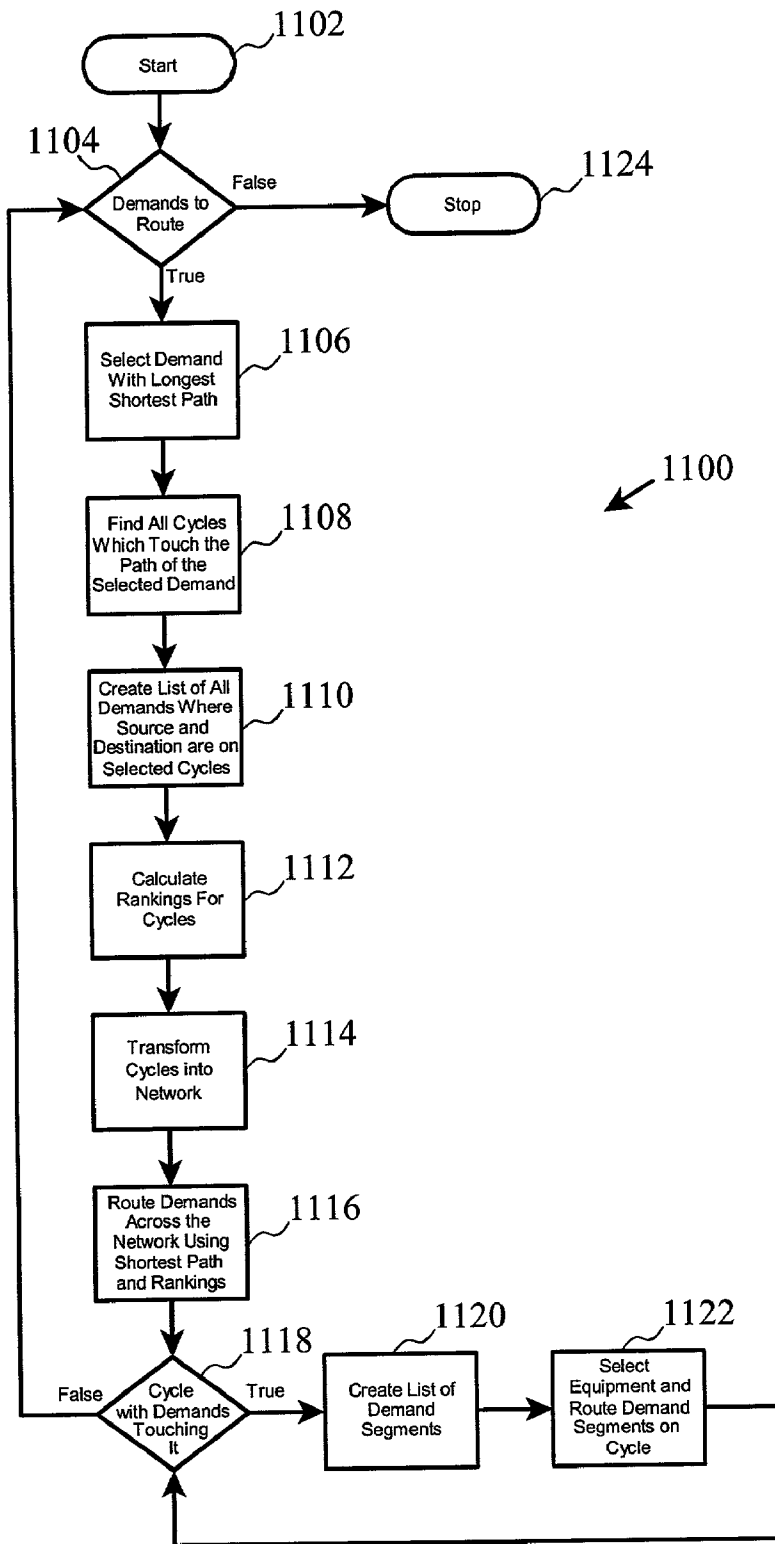 1102
Start
1104
Demands to
Route
False
Stop
1124
True
Select Demand
With Longest
Shortest Path
1106
1100
Find All Cycles
Which Touch the
Path of the
Selected Demand
1108
Create List of All
Demands Where
Source and
Destination are on
Selected Cycles
1110
Calculate
Rankings For
Cycles
1112
Transform
Cycles into
Network
1114
Route Demands
Across the
Network Using
Shortest Path
and Rankings
1116
1118
False
Cycle
with Demands
Touching
It
True
1120
Create List of
Demand
Segments
1122
Select
Equipment and
Route Demand
Segments on
Cycle